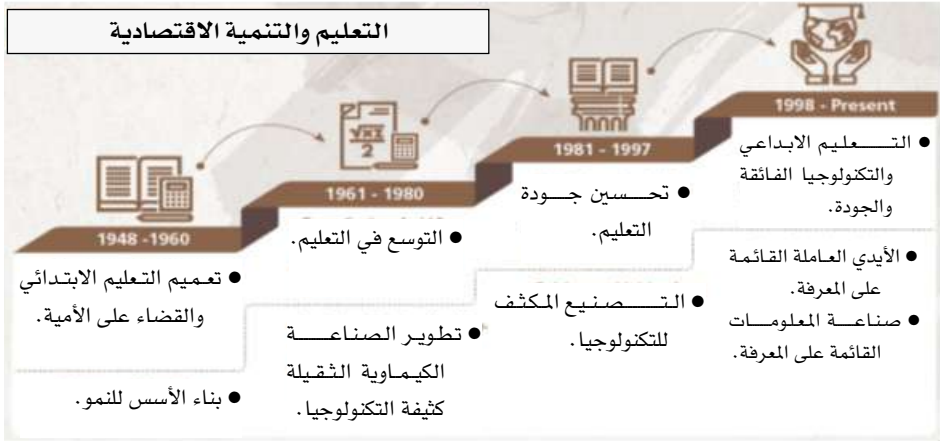 التعليم والتنمية الاقتصادية
1948 -1960
● تعميم التعليم الابتدائي
والقضاء على الأمية.
● بناء الأسس للنمو.
1961 - 1980
● التوسع في التعليم.
● تطوير الصناعة
الكيماوية الثقيلة
كثيفة التكنولوجيا.
1981 - 1997
● تحسين جودة
التعليم.
● التصنيع المكثف
للتكنولوجيا.
1998 - Present
● التعليم الابداعي
والتكنولوجيا الفائقة
والجودة.
● الأيدي العاملة القائمة
على المعرفة.
● صناعة المعلومات
القائمة على المعرفة.